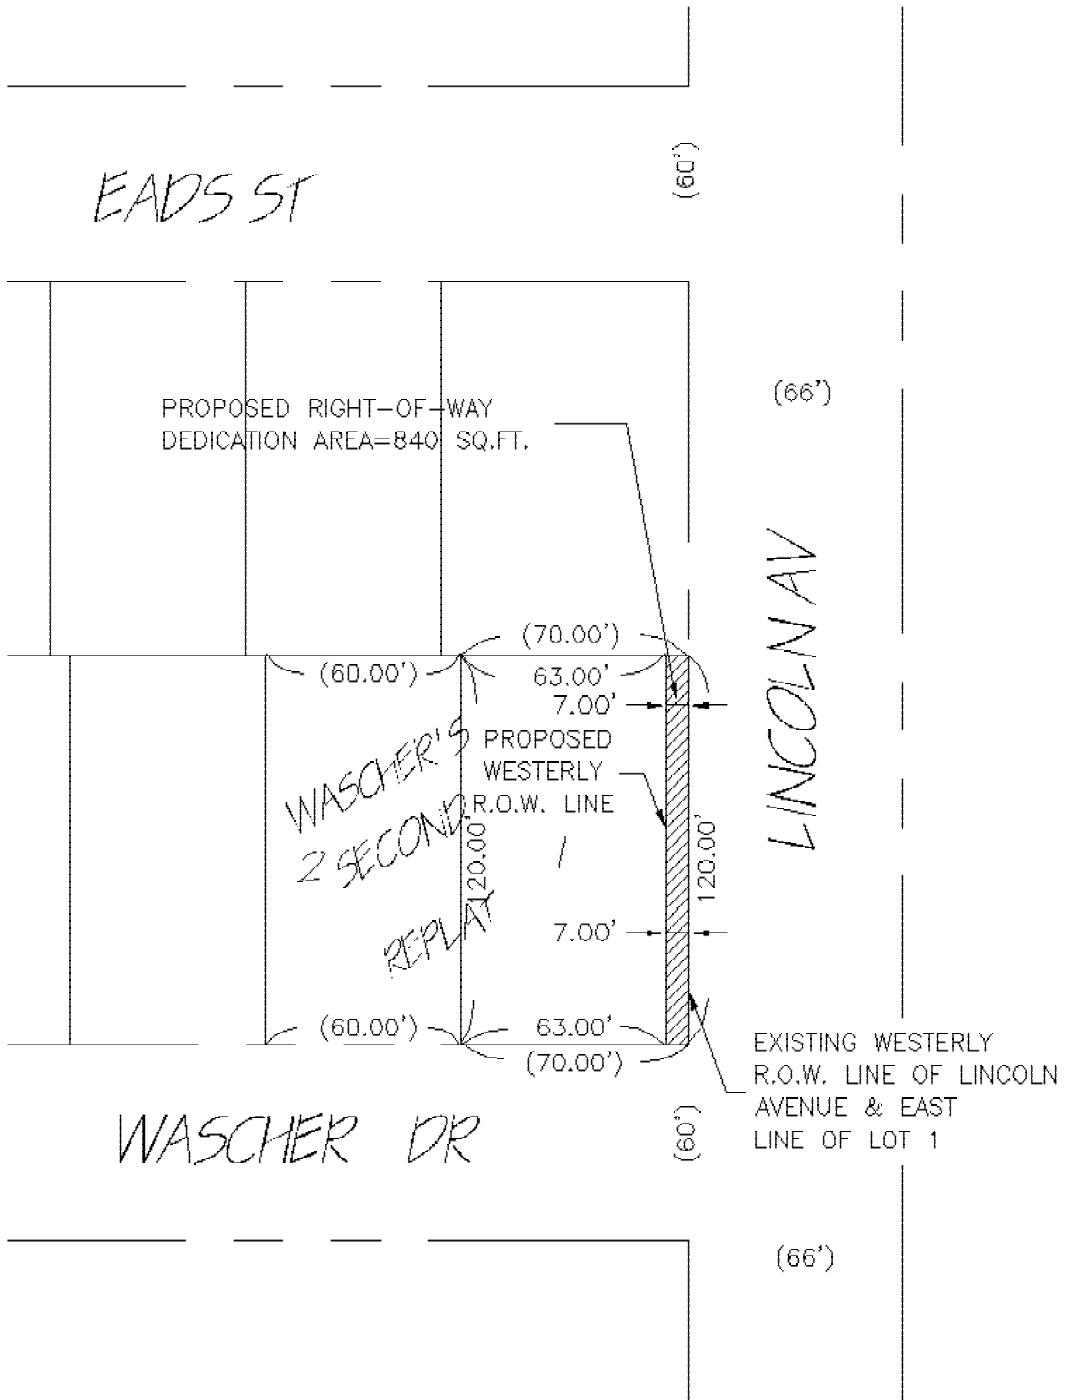 (60')
EADS ST
(66')
PROPOSED RIGHT-OF-WAY
DEDICATION AREA=840 SQ.FT.
LINCOLN AV
(70.00')
(60.00')
63.00'
7.00'
PROPOSED
WESTERLY
R.O.W. LINE
WASCHER'S
2 SECOND
REPLAT
120.00'
1
120.00'
7.00'
(60.00')
63.00'
(70.00')
EXISTING WESTERLY
R.O.W. LINE OF LINCOLN
AVENUE & EAST
LINE OF LOT 1
WASCHER DR
(60')
(66')